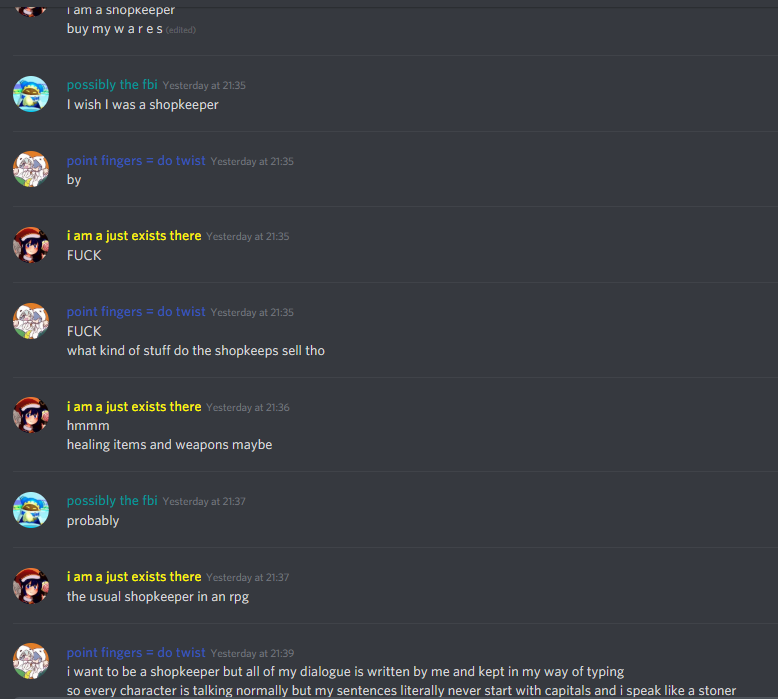 i am a shopkeeper
buy my w a r e s (edited)
possibly the fbi Yesterday at 21:35
I wish I was a shopkeeper
point fingers = do twist Yesterday at 21:35
by
i am a just exists there Yesterday at 21:35
FUCK
point fingers = do twist Yesterday at 21:35
FUCK
what kind of stuff do the shopkeeps sell tho
i am a just exists there Yesterday at 21:36
hmmm
healing items and weapons maybe
possibly the fbi Yesterday at 21:37
probably
i am a just exists there Yesterday at 21:37
the usual shopkeeper in an rpg
point fingers = do twist Yesterday at 21:39
i want to be a shopkeeper but all of my dialogue is written by me and kept in my way of typing
so every character is talking normally but my sentences literally never start with capitals and i speak like a stoner